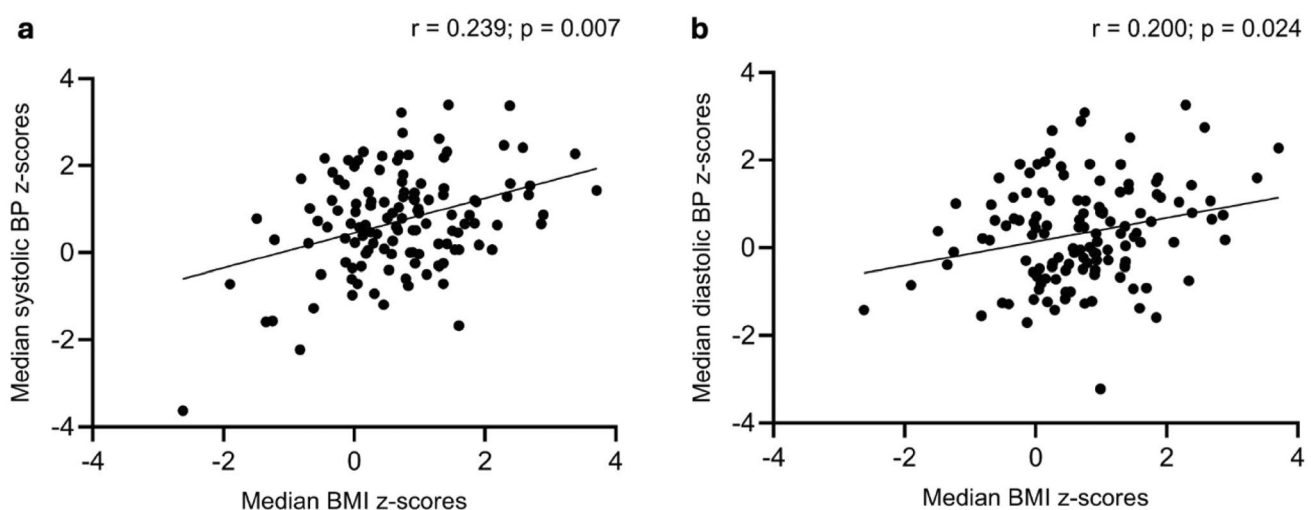 a
r = 0.239; p = 0.007
Median systolic BP z-scores
4
2
0
-2
-4
-4 -2 0 2 4
Median BMI z-scores
b
r = 0.200; p = 0.024
Median diastolic BP z-scores
4
2
0
-2
-4
-4 -2 0 2 4
Median BMI z-scores